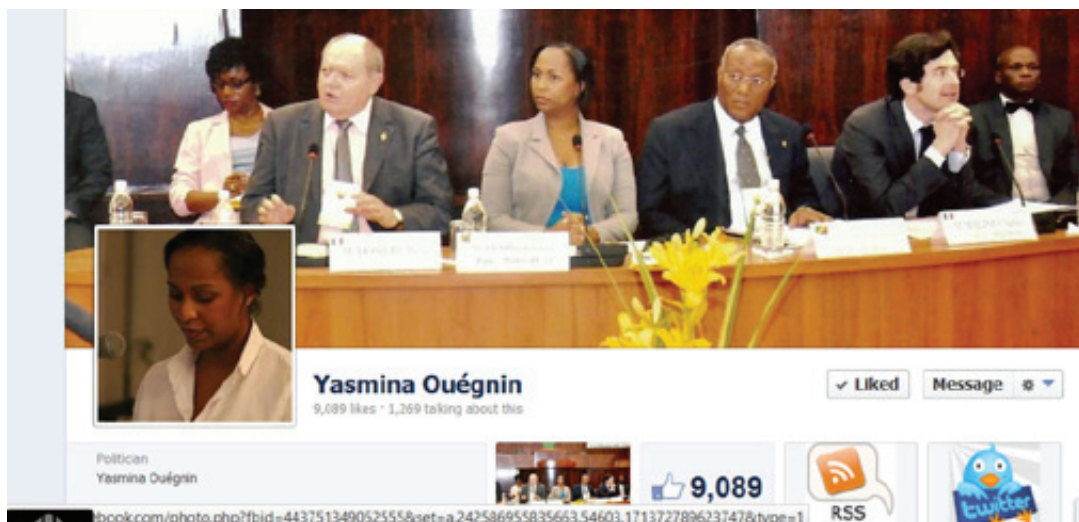 Yasmina Ouégnin
✓ Liked
Message
9,089 likes · 1,269 talking about this
Politician
Yasmina Ouégnin
9,089
RSS
twitter
book.com/photo.php?fbid=443751349052555&set=a.242586955835663.54603.171372789623747&type=1